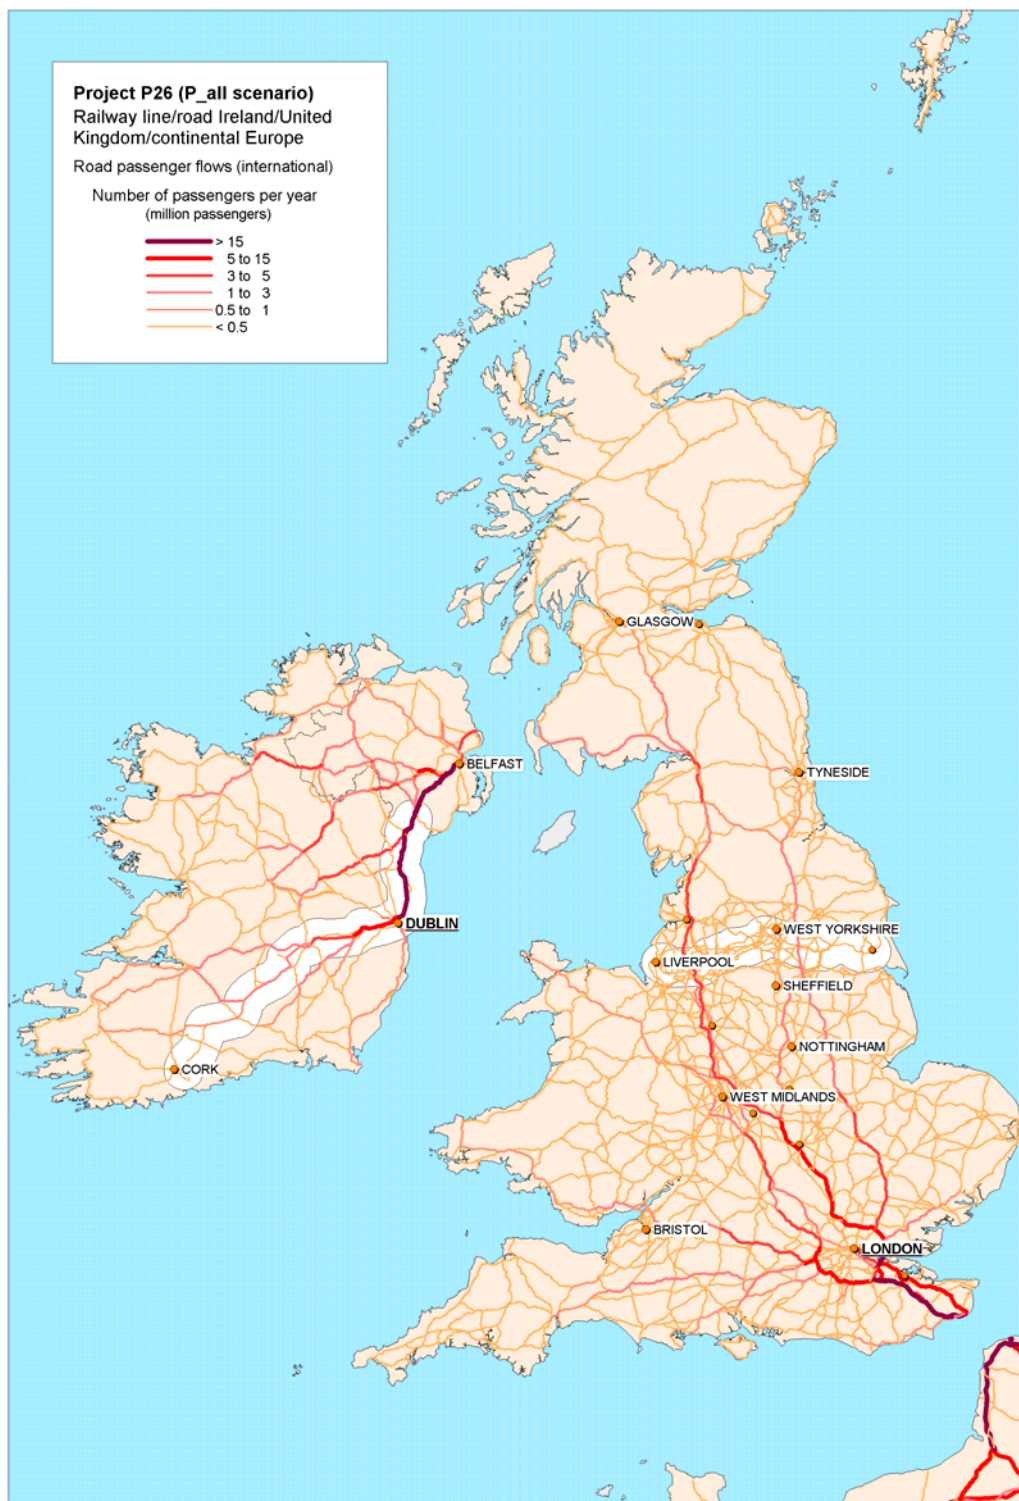 Project P26 (P_all scenario)
Railway line/road Ireland/United
Kingdom/continental Europe
Road passenger flows (international)
Number of passengers per year
(million passengers)
> 15
5 to 15
3 to 5
1 to 3
0.5 to 1
< 0.5
GLASGOW
BELFAST
TYNESIDE
DUBLIN
WEST YORKSHIRE
LIVERPOOL
SHEFFIELD
NOTTINGHAM
CORK
WEST MIDLANDS
BRISTOL
LONDON